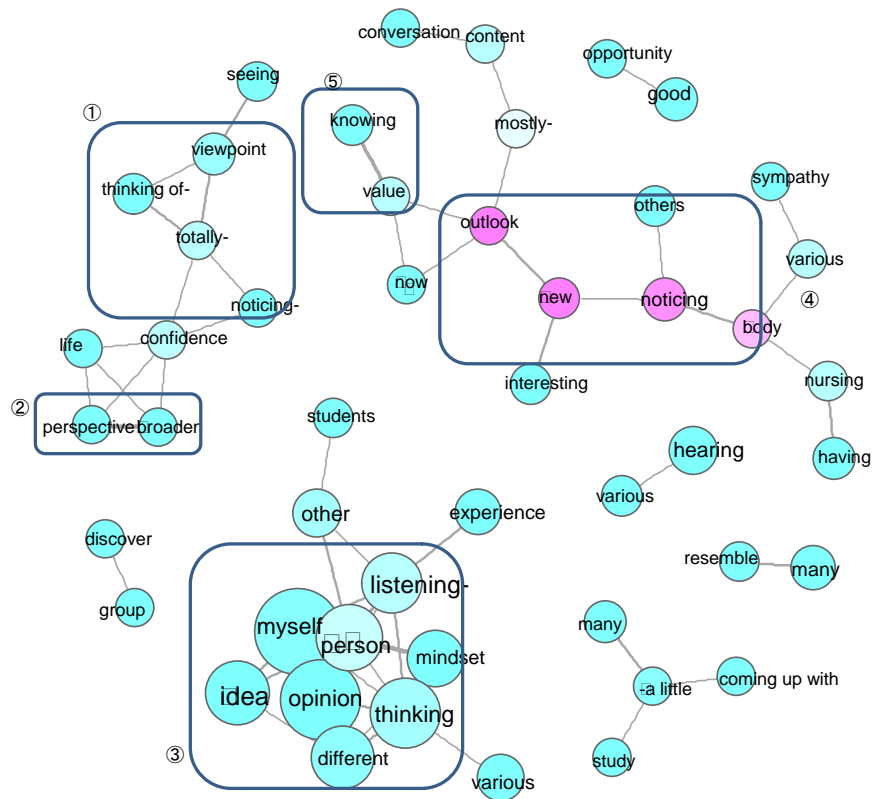 conversation
content
opportunity
good
seeing
⑤
①
knowing
mostly-
viewpoint
thinking of-
value
sympathy
others
outlook
totally-
various
now
new
noticing
④
noticing-
body
confidence
life
interesting
nursing
②
perspective
broader
students
having
hearing
various
other
experience
discover
resemble
many
listening-
group
myself
person
mindset
many
idea
opinion
thinking
-a little
coming up with
③
different
study
various